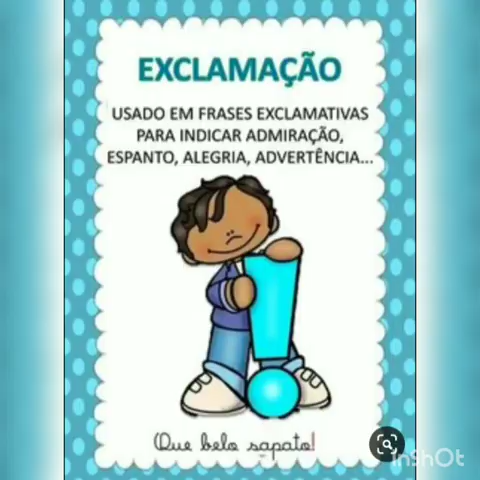 EXCLAMAÇÃO
USADO EM FRASES EXCLAMATIVAS
PARA INDICAR ADMIRAÇÃO,
ESPANTO, ALEGRIA, ADVERTÊNCIA...
Que belo sapato!
InShOt